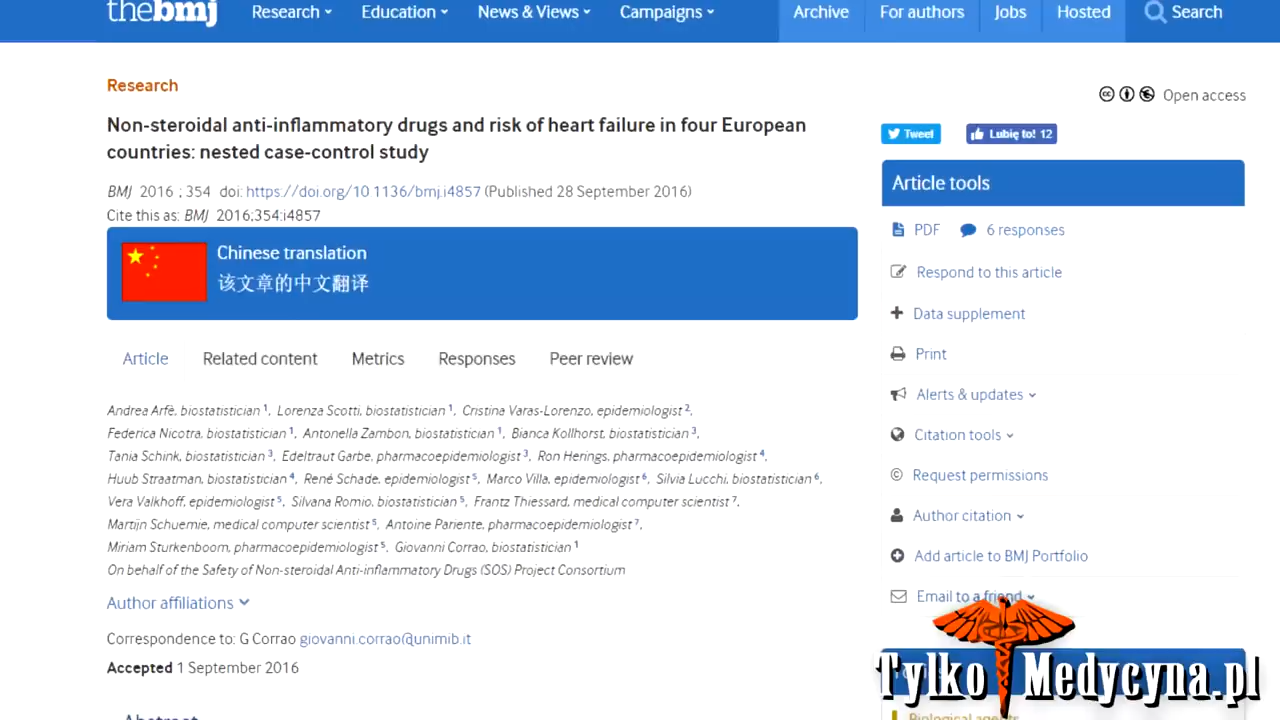 thebmj Research Education News & Views Campaigns Archive For authors Jobs Hosted Search
Research
Open access
Non-steroidal anti-inflammatory drugs and risk of heart failure in four European
countries: nested case-control study
Tweet
Lubię to! 12
BMJ 2016 ; 354 doi: https://doi.org/10 1136/bmj.i4857 (Published 28 September 2016)
Cite this as: BMJ 2016;354:i4857
Chinese translation
该文章的中文翻译
Article Related content Metrics Responses Peer review
Andrea Arfè, biostatistician 1, Lorenza Scotti, biostatistician 1, Cristina Varas-Lorenzo, epidemiologist 2,
Federica Nicotra, biostatistician 1, Antonella Zambon, biostatistician 1, Bianca Kollhorst, biostatistician 3,
Tania Schink, biostatistician 3, Edeltraut Garbe, pharmacoepidemiologist 3, Ron Herings, pharmacoepidemiologist 4,
Huub Straatman, biostatistician 4, René Schade, epidemiologist 5, Marco Villa, epidemiologist 6, Silvia Lucchi, biostatistician 6,
Vera Valkhoff, epidemiologist 5, Silvana Romio, biostatistician 5, Frantz Thiessard, medical computer scientist 7,
Martijn Schuemie, medical computer scientist 5, Antoine Pariente, pharmacoepidemiologist 7,
Miriam Sturkenboom, pharmacoepidemiologist 5, Giovanni Corrao, biostatistician 1
On behalf of the Safety of Non-steroidal Anti-inflammatory Drugs (SOS) Project Consortium
Author affiliations
Correspondence to: G Corrao giovanni.corrao@unimib.it
Accepted 1 September 2016
Abstract
Article tools
PDF 6 responses
Respond to this article
Data supplement
Print
Alerts & updates
Citation tools
Request permissions
Author citation
Add article to BMJ Portfolio
Email to a friend
Tylko Medycyna.pl
Biological agents